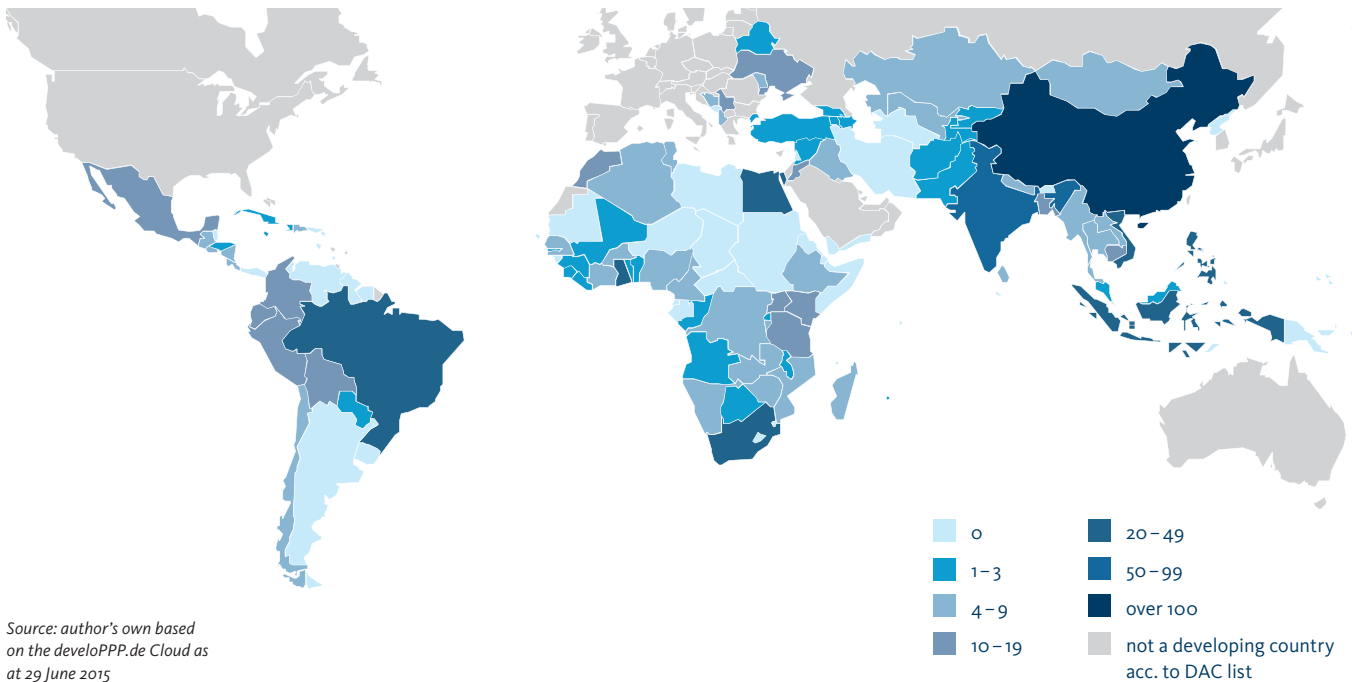 0
1–3
4–9
10–19
20–49
50–99
over 100
not a developing country
acc. to DAC list
Source: author's own based
on the develoPPP.de Cloud as
at 29 June 2015